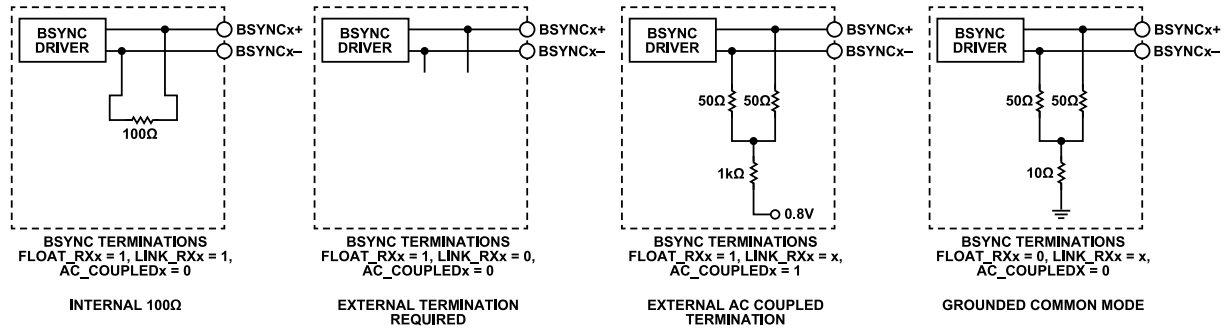 BSYNC
DRIVER
BSYNCx+
BSYNCx–
100Ω
BSYNC TERMINATIONS
FLOAT_RXx = 1, LINK_RXx = 1,
AC_COUPLEDx = 0
INTERNAL 100Ω
BSYNC
DRIVER
BSYNCx+
BSYNCx–
BSYNC TERMINATIONS
FLOAT_RXx = 1, LINK_RXx = 0,
AC_COUPLEDx = 0
EXTERNAL TERMINATION
REQUIRED
BSYNC
DRIVER
BSYNCx+
BSYNCx–
50Ω 50Ω
1kΩ
0.8V
BSYNC TERMINATIONS
FLOAT_RXx = 1, LINK_RXx = x,
AC_COUPLEDx = 1
EXTERNAL AC COUPLED
TERMINATION
BSYNC
DRIVER
BSYNCx+
BSYNCx–
50Ω 50Ω
10Ω
BSYNC TERMINATIONS
FLOAT_RXx = 0, LINK_RXx = x,
AC_COUPLEDX = 0
GROUNDED COMMON MODE